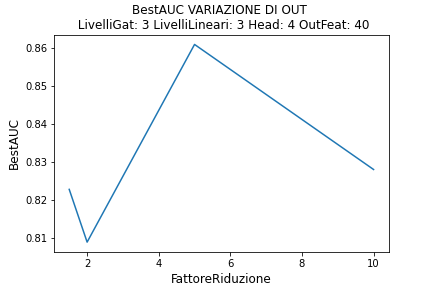 BestAUC VARIAZIONE DI OUT
LivelliGat: 3 LivelliLineari: 3 Head: 4 OutFeat: 40
0.86
0.85
0.84
0.83
0.82
0.81
BestAUC
2
4
6
8
10
FattoreRiduzione